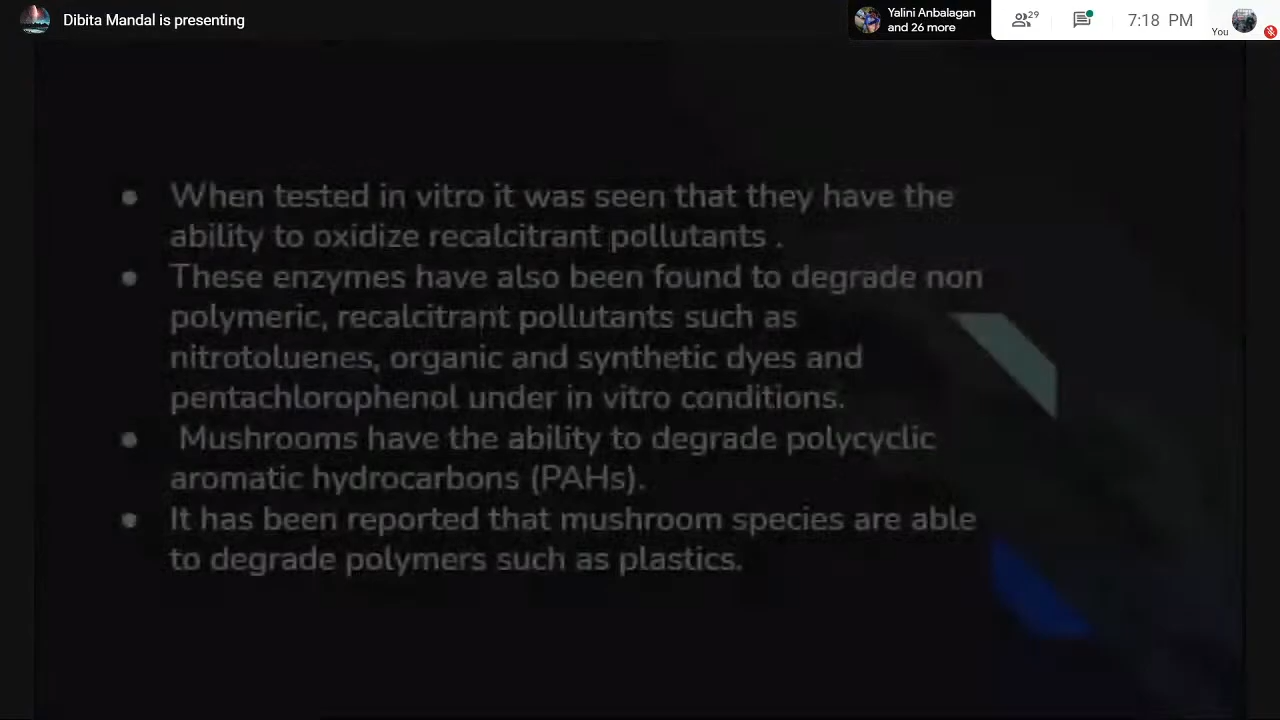 Dibita Mandal is presenting
Yalini Anbalagan
and 26 more
29
7:18 PM
You
● When tested in vitro it was seen that they have the
ability to oxidize recalcitrant pollutants .
● These enzymes have also been found to degrade non
polymeric, recalcitrant pollutants such as
nitrotoluenes, organic and synthetic dyes and
pentachlorophenol under in vitro conditions.
● Mushrooms have the ability to degrade polycyclic
aromatic hydrocarbons (PAHs).
● It has been reported that mushroom species are able
to degrade polymers such as plastics.